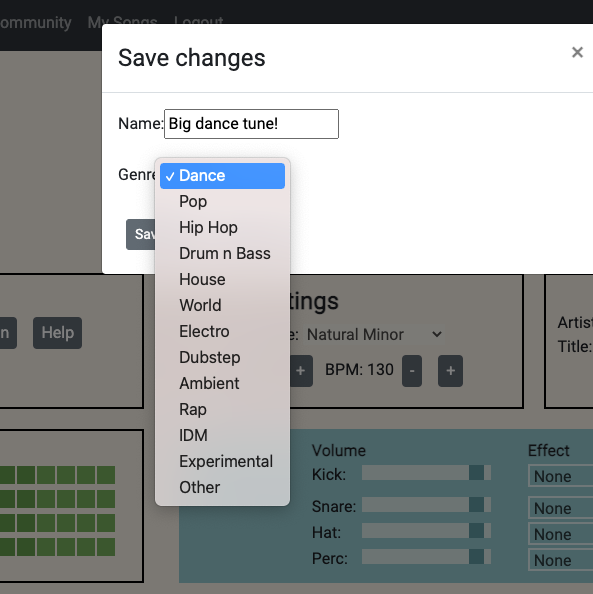 ommunity My Songs Logout
Save changes
×
Name: Big dance tune!
Genre
✓ Dance
Pop
Hip Hop
Drum n Bass
House
World
Electro
Dubstep
Ambient
Rap
IDM
Experimental
Other
Sav
n Help
tings
e: Natural Minor
+ BPM: 130 - +
Artis
Title:
Volume Effect
Kick: None
Snare: None
Hat: None
Perc: None